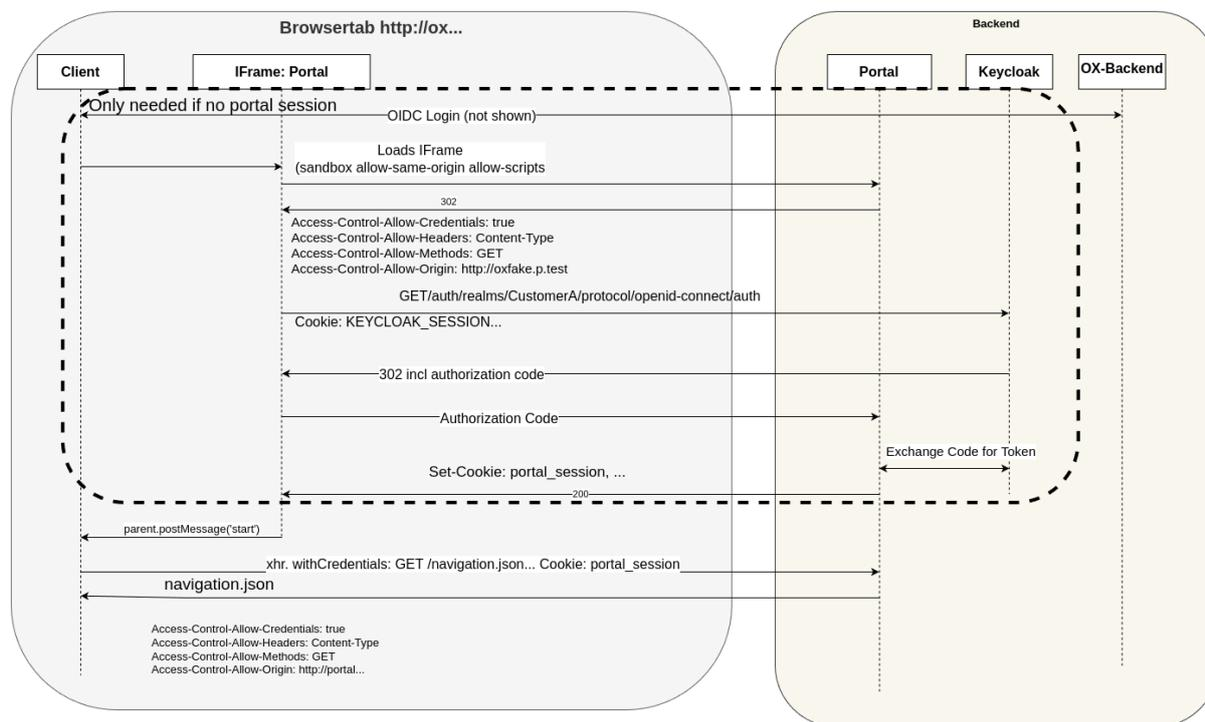 Browsertab http://ox...
Backend
Client
IFrame: Portal
Portal
Keycloak
OX-Backend
Only needed if no portal session
OIDC Login (not shown)
Loads IFrame
(sandbox allow-same-origin allow-scripts
302
Access-Control-Allow-Credentials: true
Access-Control-Allow-Headers: Content-Type
Access-Control-Allow-Methods: GET
Access-Control-Allow-Origin: http://oxfake.p.test
GET/auth/realms/CustomerA/protocol/openid-connect/auth
Cookie: KEYCLOAK_SESSION...
302 incl authorization code
Authorization Code
Exchange Code for Token
Set-Cookie: portal_session, ...
200
parent.postMessage('start')
xhr. withCredentials: GET /navigation.json... Cookie: portal_session
navigation.json
Access-Control-Allow-Credentials: true
Access-Control-Allow-Headers: Content-Type
Access-Control-Allow-Methods: GET
Access-Control-Allow-Origin: http://portal...